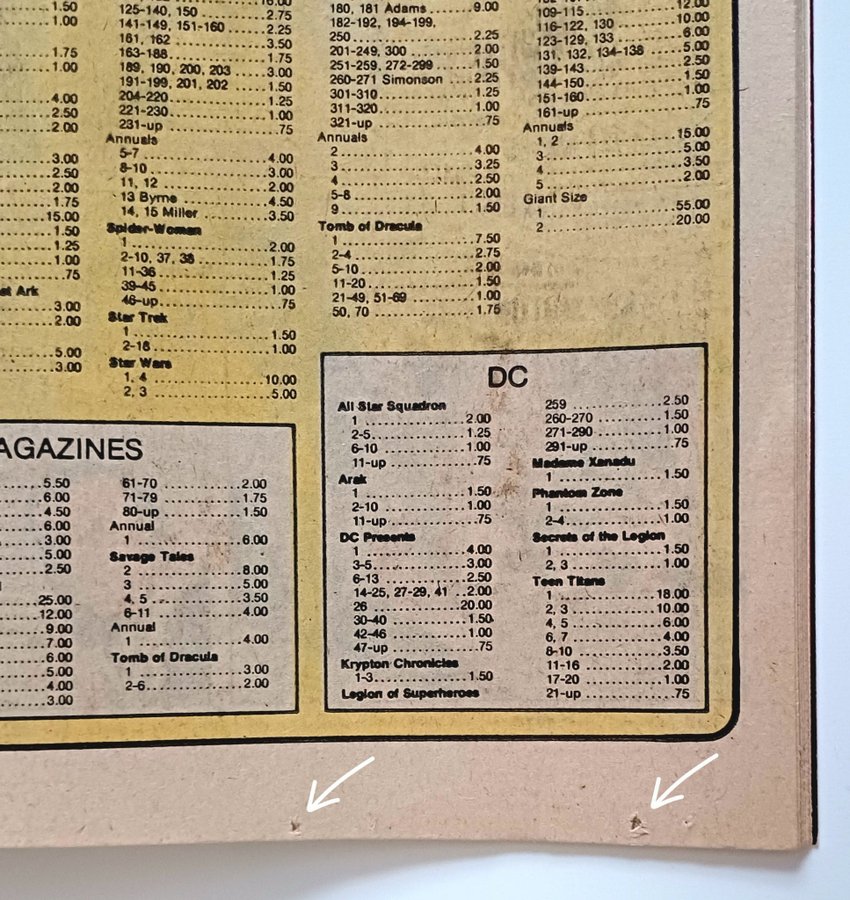 1.50
1.00
1.75
1.00
4.00
2.50
2.00
3.00
2.50
2.00
1.75
15.00
1.50
1.25
1.00
.75
st Ark
3.00
2.00
5.00
3.00
125-140, 150 ..... 2.75
141-149, 151-160 ..... 2.25
161, 162 ..... 3.50
163-188 ..... 1.75
189, 190, 200, 203 ..... 3.00
191-199, 201, 202 ..... 1.50
204-220 ..... 1.25
221-230 ..... 1.00
231-up ..... .75
Annuals
5-7 ..... 4.00
8-10 ..... 3.00
11, 12 ..... 2.00
13 Byrne ..... 4.50
14, 15 Miller ..... 3.50
Spider-Woman
1 ..... 2.00
2-10, 37, 38 ..... 1.75
11-36 ..... 1.25
39-45 ..... 1.00
46-up ..... .75
Star Trek
1 ..... 1.50
2-18 ..... 1.00
Star Wars
1, 4 ..... 10.00
2, 3 ..... 5.00
180, 181 Adams ..... 9.00
182-192, 194-199,
250 ..... 2.25
201-249, 300 ..... 2.00
251-259, 272-299 ..... 1.50
260-271 Simonson ..... 2.25
301-310 ..... 1.25
311-320 ..... 1.00
321-up ..... .75
Annuals
2 ..... 4.00
3 ..... 3.25
4 ..... 2.50
5-8 ..... 2.00
9 ..... 1.50
Tomb of Dracula
1 ..... 7.50
2-4 ..... 2.75
5-10 ..... 2.00
11-20 ..... 1.50
21-49, 51-69 ..... 1.00
50, 70 ..... 1.75
109-115 ..... 12.00
116-122, 130 ..... 10.00
123-129, 133 ..... 6.00
131, 132, 134-138 ..... 5.00
139-143 ..... 2.50
144-150 ..... 1.50
151-160 ..... 1.00
161-up ..... .75
Annuals
1, 2 ..... 15.00
3 ..... 5.00
4 ..... 3.50
5 ..... 2.00
Giant Size
1 ..... 55.00
2 ..... 20.00
AGAZINES
5.50
6.00
4.50
6.00
3.00
5.00
2.50
25.00
12.00
9.00
7.00
6.00
5.00
4.00
3.00
61-70 ..... 2.00
71-79 ..... 1.75
80-up ..... 1.50
Annual
1 ..... 6.00
Savage Tales
2 ..... 8.00
3 ..... 5.00
4, 5 ..... 3.50
6-11 ..... 4.00
Annual
1 ..... 4.00
Tomb of Dracula
1 ..... 3.00
2-6 ..... 2.00
DC
All Star Squadron
1 ..... 2.00
2-5 ..... 1.25
6-10 ..... 1.00
11-up ..... .75
Arak
1 ..... 1.50
2-10 ..... 1.00
11-up ..... .75
DC Presents
1 ..... 4.00
3-5 ..... 3.00
6-13 ..... 2.50
14-25, 27-29, 41 ..... 2.00
26 ..... 20.00
30-40 ..... 1.50
42-46 ..... 1.00
47-up ..... .75
Krypton Chronicles
1-3 ..... 1.50
Legion of Superheroes
259 ..... 2.50
260-270 ..... 1.50
271-290 ..... 1.00
291-up ..... .75
Madame Xanadu
1 ..... 1.50
Phantom Zone
1 ..... 1.50
2-4 ..... 1.00
Secrets of the Legion
1 ..... 1.50
2, 3 ..... 1.00
Teen Titans
1 ..... 18.00
2, 3 ..... 10.00
4, 5 ..... 6.00
6, 7 ..... 4.00
8-10 ..... 3.50
11-16 ..... 2.00
17-20 ..... 1.00
21-up ..... .75